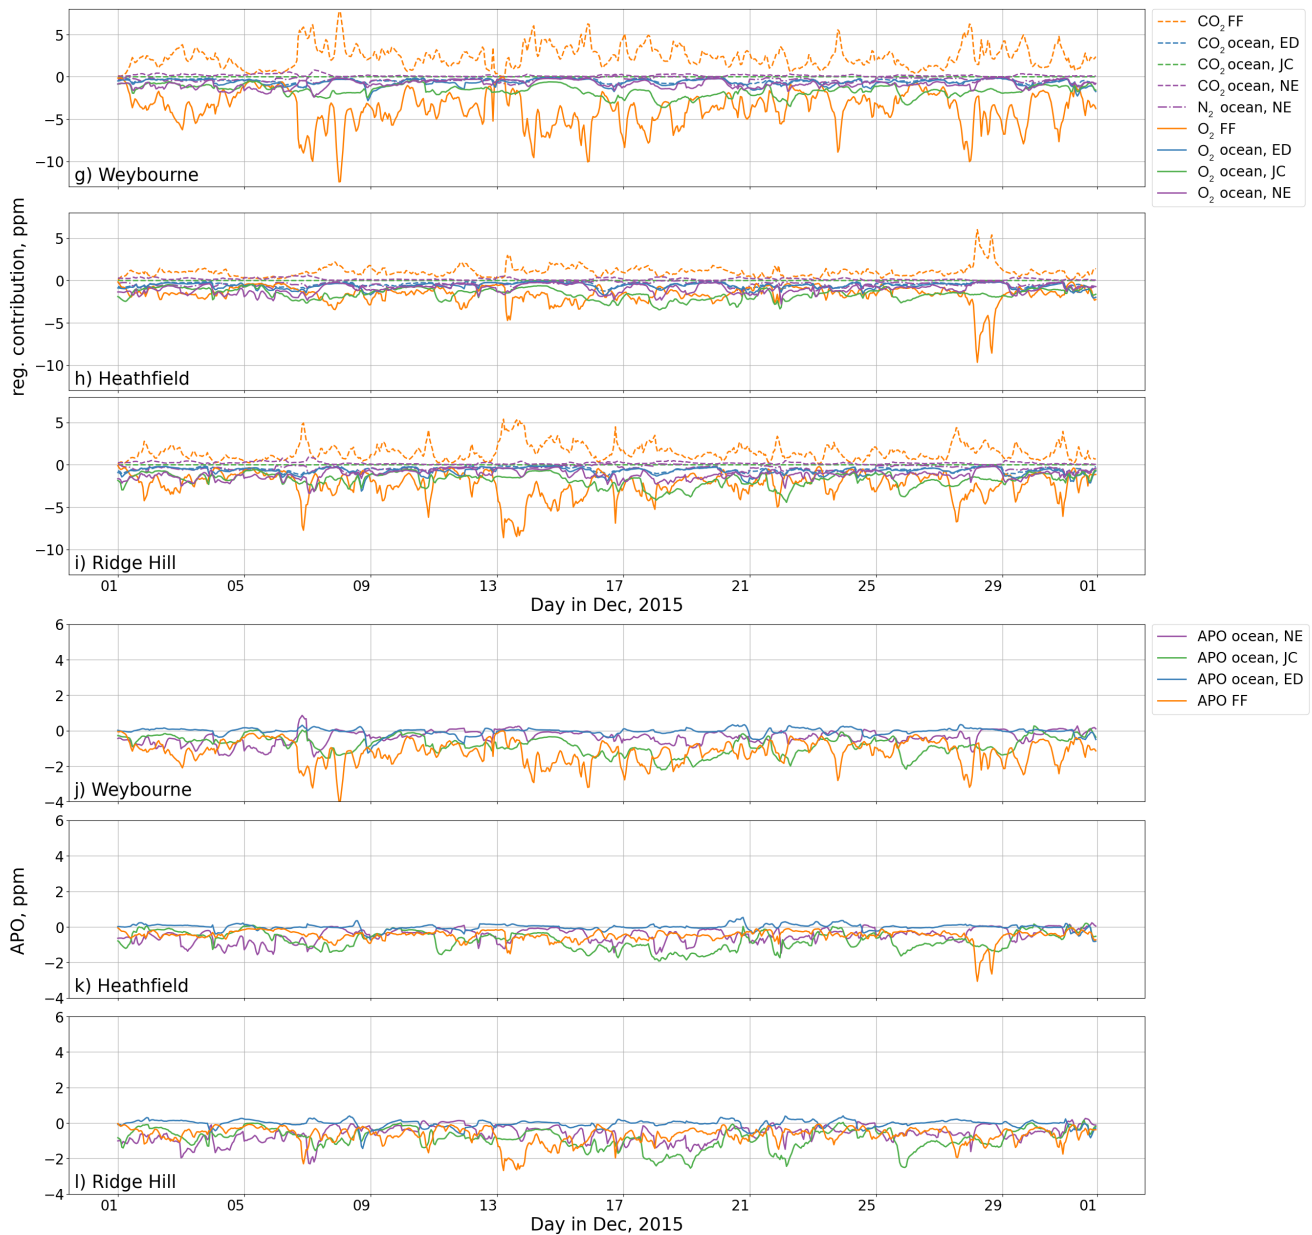 5
0
−5
−10
g) Weybourne
CO2 FF
CO2 ocean, ED
CO2 ocean, JC
CO2 ocean, NE
N2 ocean, NE
O2 FF
O2 ocean, ED
O2 ocean, JC
O2 ocean, NE
reg. contribution, ppm
5
0
−5
−10
h) Heathfield
5
0
−5
−10
i) Ridge Hill
01 05 09 13 17 21 25 29 01
Day in Dec, 2015
6
4
2
0
−2
−4
j) Weybourne
APO ocean, NE
APO ocean, JC
APO ocean, ED
APO FF
APO, ppm
6
4
2
0
−2
−4
k) Heathfield
6
4
2
0
−2
−4
l) Ridge Hill
01 05 09 13 17 21 25 29 01
Day in Dec, 2015